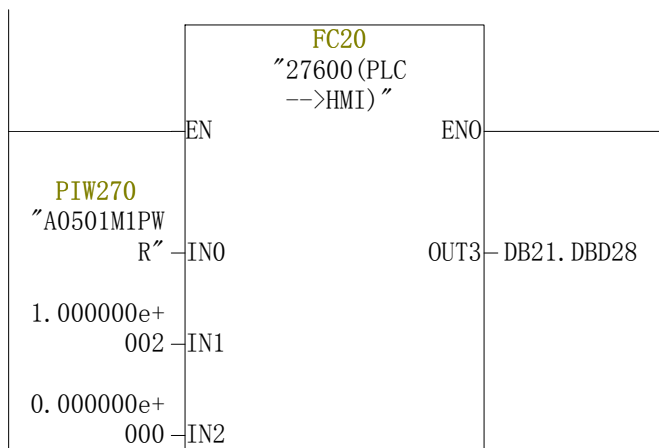 FC20
"27600(PLC
-->HMI)"
EN ENO
PIW270
"A0501M1PW
R" IN0 OUT3 DB21.DBD28
1.000000e+
002 IN1
0.000000e+
000 IN2